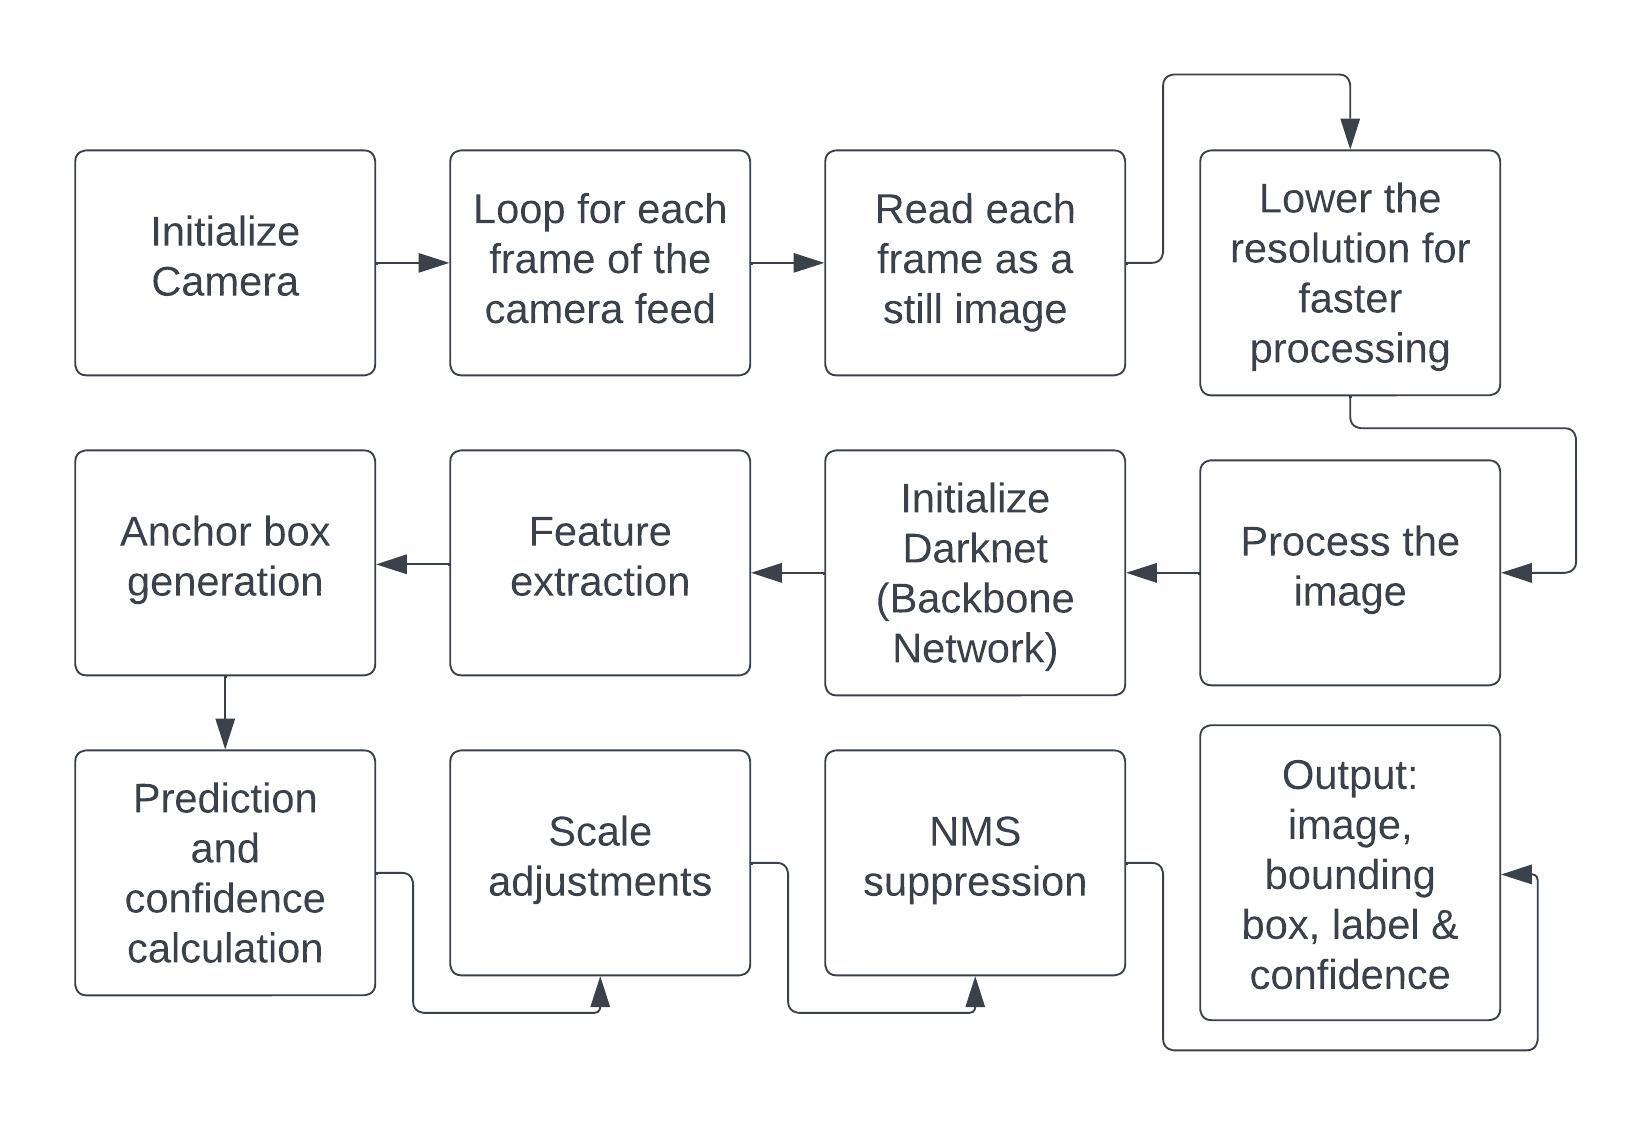 Initialize
Camera
Loop for each
frame of the
camera feed
Read each
frame as a
still image
Lower the
resolution for
faster
processing
Process the
image
Initialize
Darknet
(Backbone
Network)
Feature
extraction
Anchor box
generation
Prediction
and
confidence
calculation
Scale
adjustments
NMS
suppression
Output:
image,
bounding
box, label &
confidence